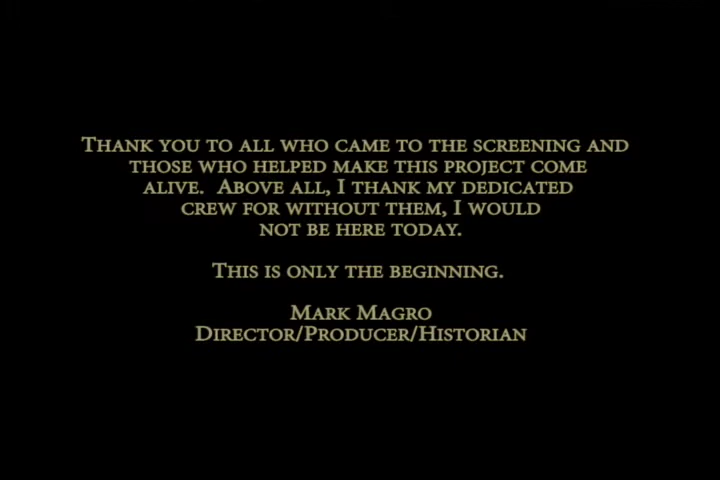 Thank you to all who came to the screening and
those who helped make this project come
alive.  Above all, I thank my dedicated
crew for without them, I would
not be here today.
This is only the beginning.
Mark Magro
Director/Producer/Historian